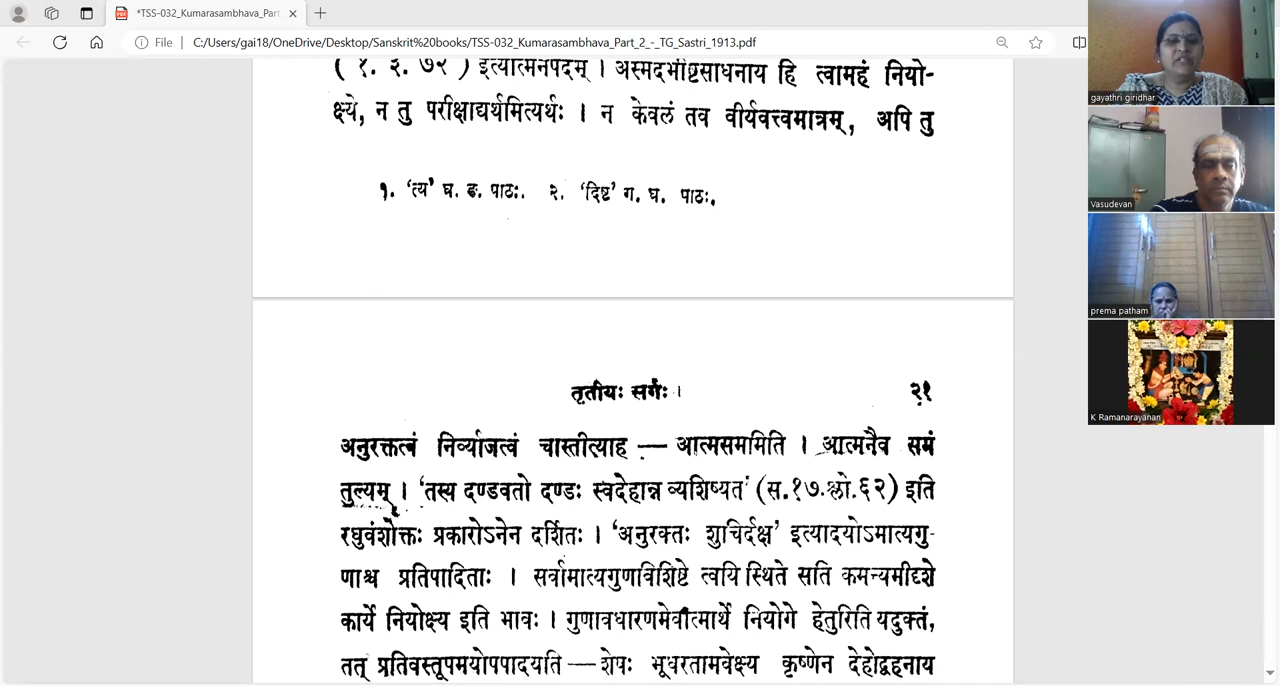 *TSS-032_Kumarasambhava_Part
File
C:/Users/gai18/OneDrive/Desktop/Sanskrit%20books/TSS-032_Kumarasambhava_Part_2_-_TG_Sastri_1913.pdf
( १. ३. ७२ ) इत्यात्मनेपदम् । अस्मदभीष्टसाधनाय हि त्वामहं नियो-
क्ष्ये, न तु परीक्षाद्यर्थमित्यर्थः । न केवलं तव वीर्यवत्त्वमात्रम्, अपि तु
१. 'त्य' घ. ङ. पाठः. २. 'दिष्ट' ग. घ. पाठः.
तृतीयः सर्गः । २१
अनुरक्तत्वं निर्व्याजत्वं चास्तीत्याह — आत्मसममिति । आत्मनैव समं
तुल्यम् । 'तस्य दण्डवतो दण्डः स्वदेहान्न व्यशिष्यत' (स.१७.श्लो.६२) इति
रघुवंशोक्तः प्रकारोऽनेन दर्शितः । 'अनुरक्तः शुचिर्दक्ष' इत्यादयोऽमात्यगु-
णाश्च प्रतिपादिताः । सर्वामात्यगुणविशिष्टे त्वयि स्थिते सति कमन्यमीदृशे
कार्ये नियोक्ष्य इति भावः । गुणावधारणमेवात्मार्थे नियोगे हेतुरिति यदुक्तं,
तत् प्रतिवस्तूपमयोपपादयति — शेषः भूधरतामवेक्ष्य कृष्णेन देहोद्वहनाय
gayathri giridhar
Vasudevan
prema patham
K Ramanarayanan